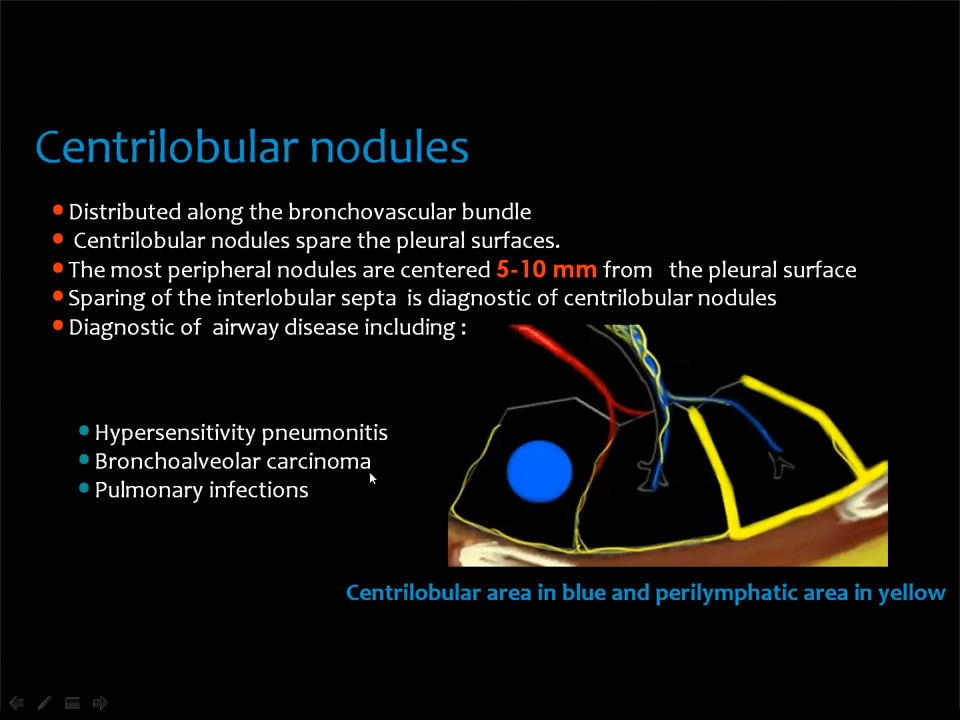 Centrilobular nodules
• Distributed along the bronchovascular bundle
• Centrilobular nodules spare the pleural surfaces.
• The most peripheral nodules are centered 5-10 mm from the pleural surface
• Sparing of the interlobular septa is diagnostic of centrilobular nodules
• Diagnostic of airway disease including :
• Hypersensitivity pneumonitis
• Bronchoalveolar carcinoma
• Pulmonary infections
Centrilobular area in blue and perilymphatic area in yellow